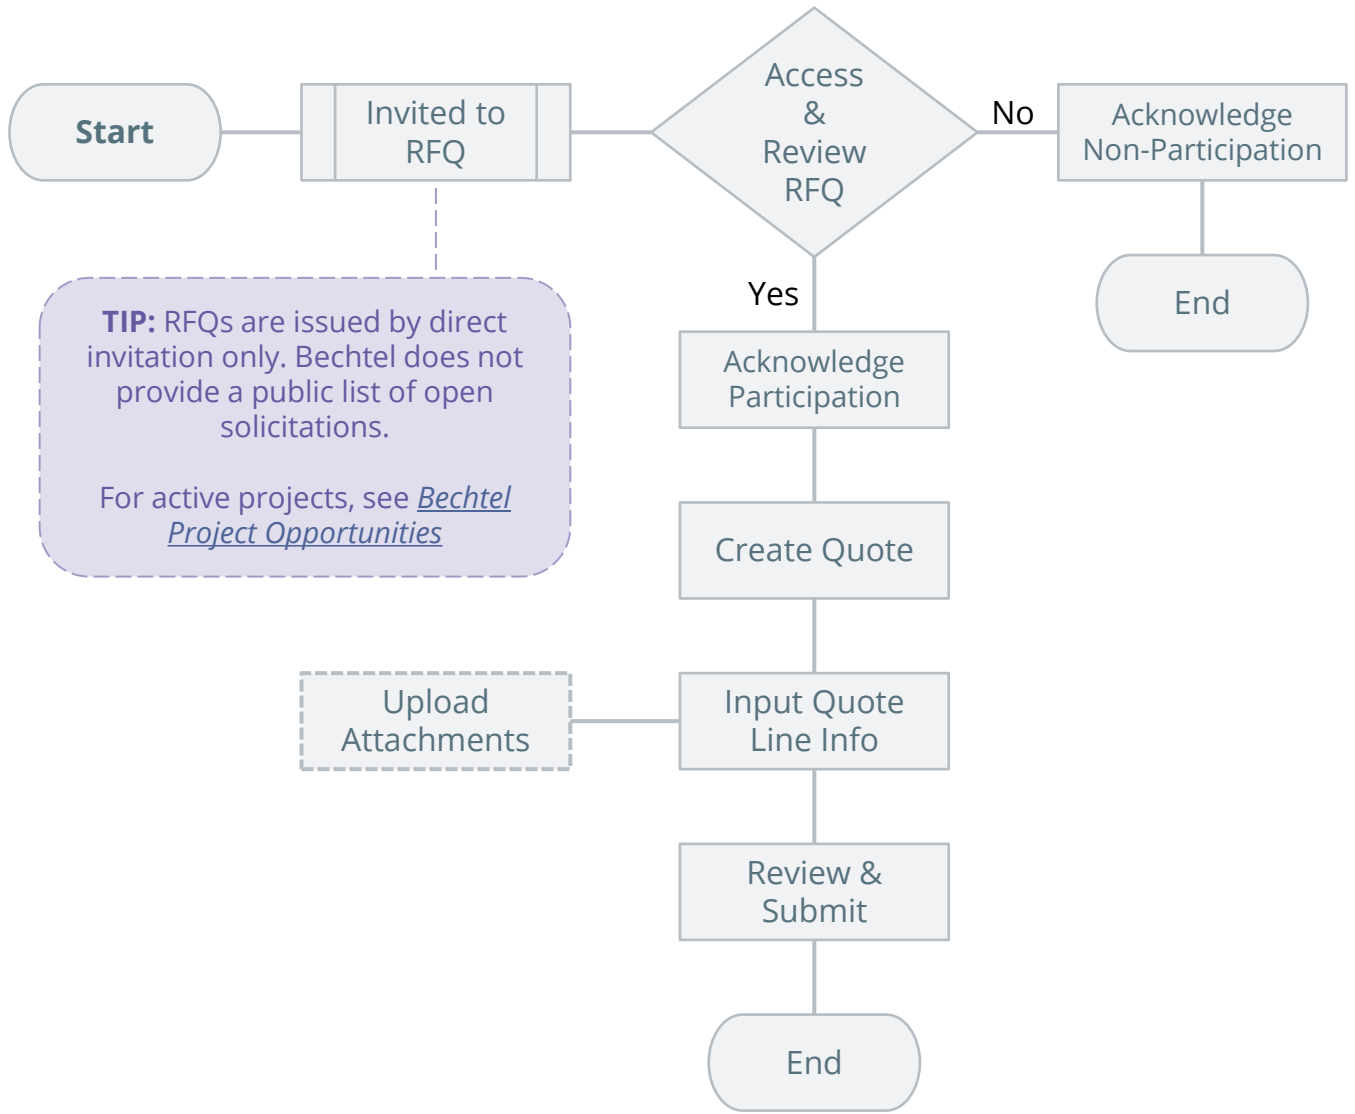 Start
Invited to
RFQ
Access
&
Review
RFQ
No
Acknowledge
Non-Participation
End
TIP: RFQs are issued by direct
invitation only. Bechtel does not
provide a public list of open
solicitations.
For active projects, see Bechtel
Project Opportunities
Yes
Acknowledge
Participation
Create Quote
Upload
Attachments
Input Quote
Line Info
Review &
Submit
End